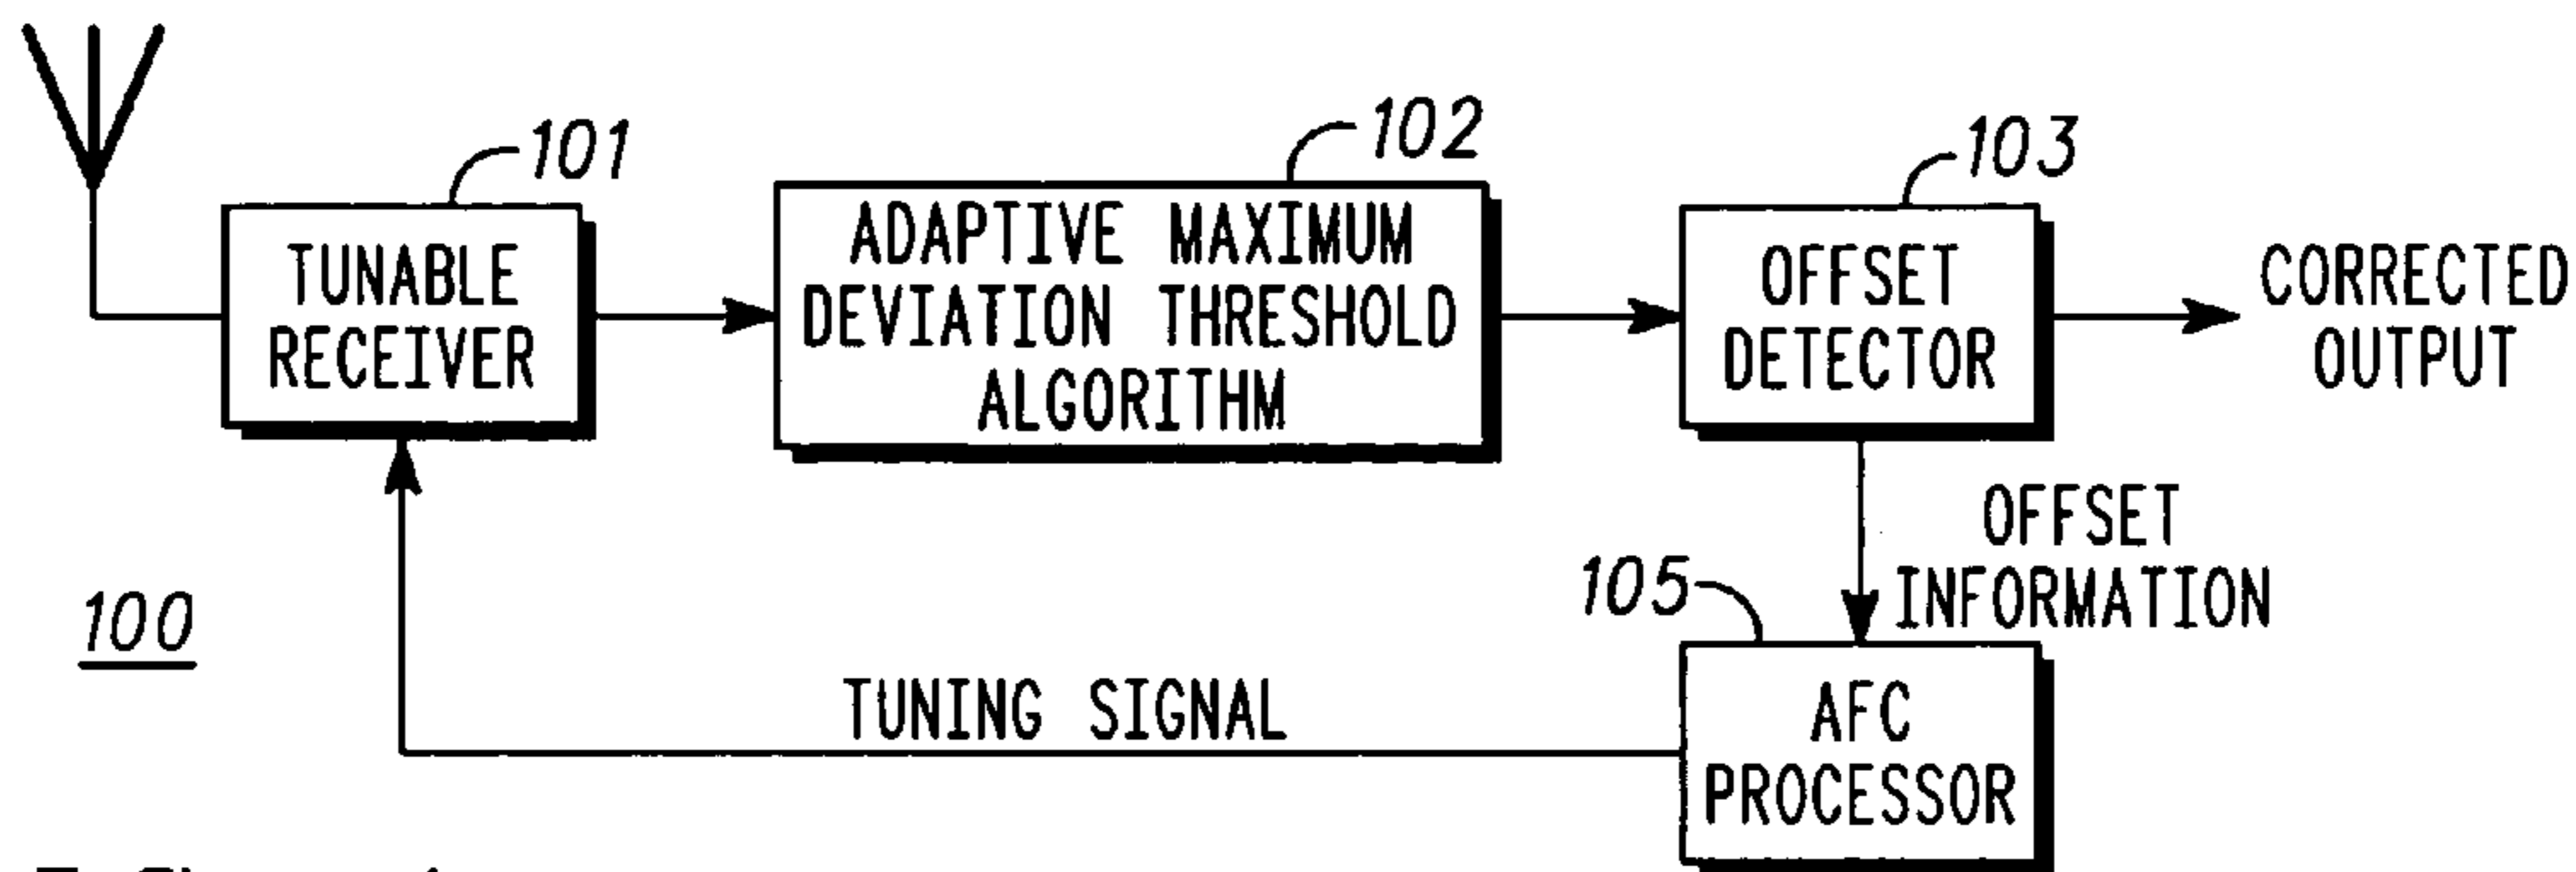 101
102
103
TUNABLE
RECEIVER
ADAPTIVE MAXIMUM
DEVIATION THRESHOLD
ALGORITHM
OFFSET
DETECTOR
CORRECTED
OUTPUT
OFFSET
INFORMATION
105
100
TUNING SIGNAL
AFC
PROCESSOR